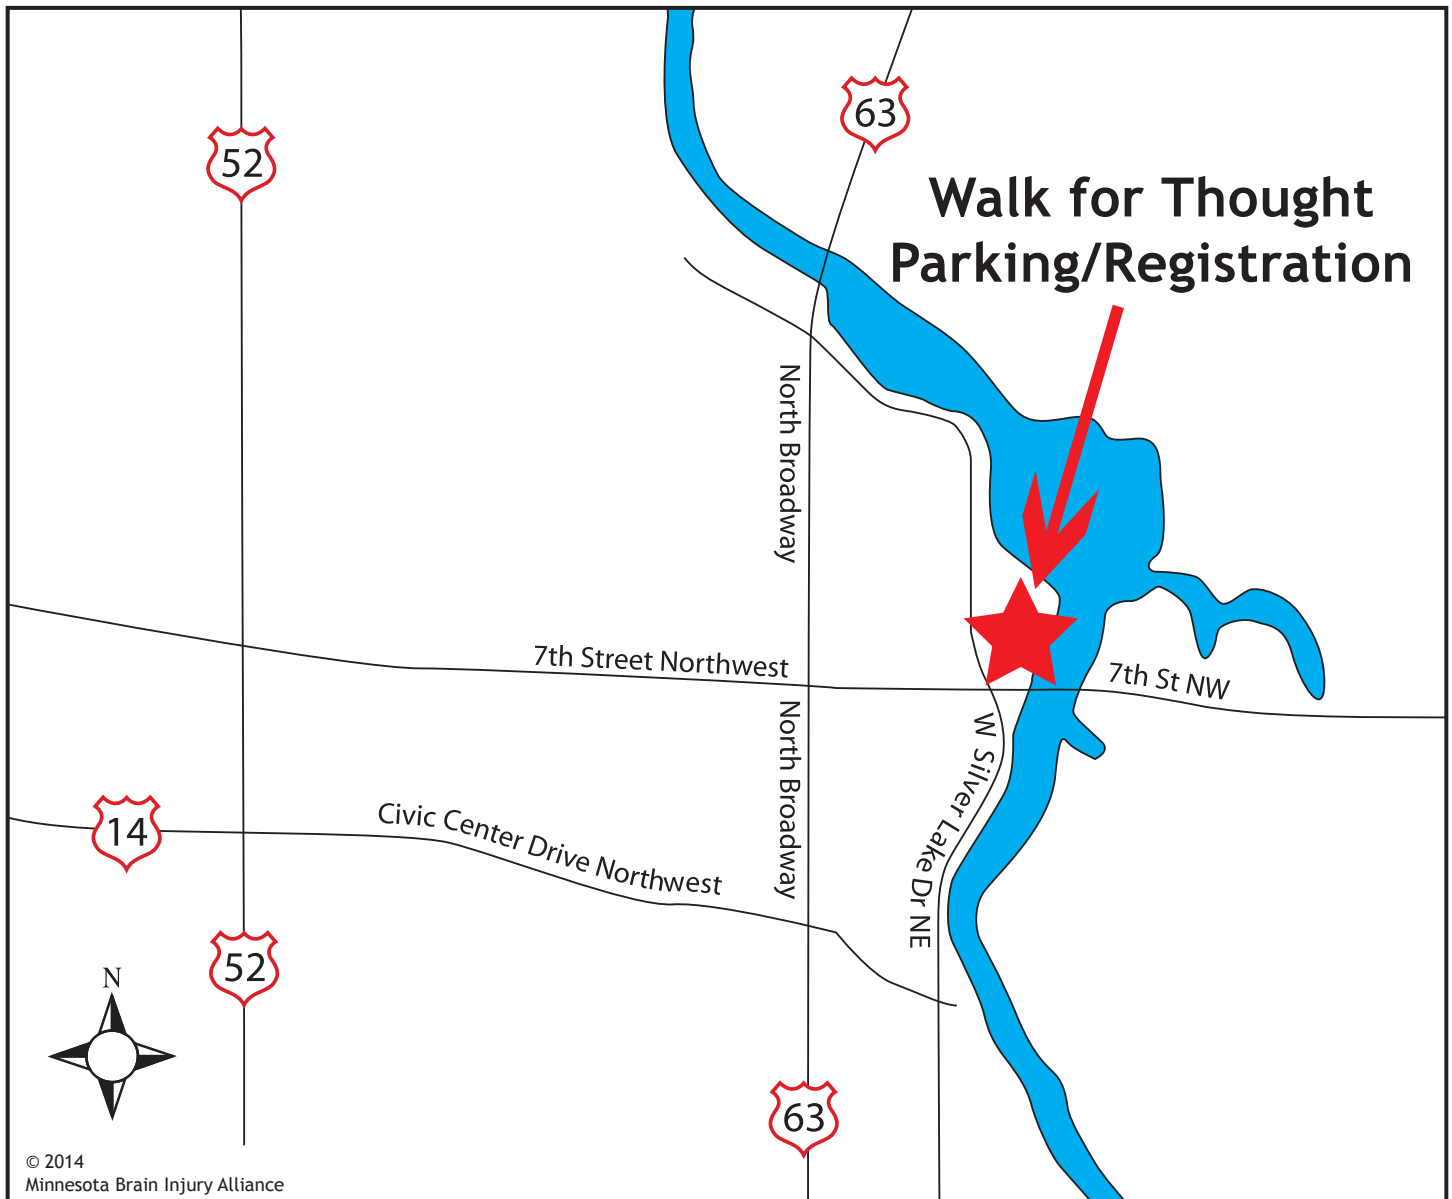 63
52
Walk for Thought
Parking/Registration
North Broadway
7th Street Northwest
7th St NW
North Broadway
W Silver Lake Dr NE
14
Civic Center Drive Northwest
52
N
63
© 2014
Minnesota Brain Injury Alliance